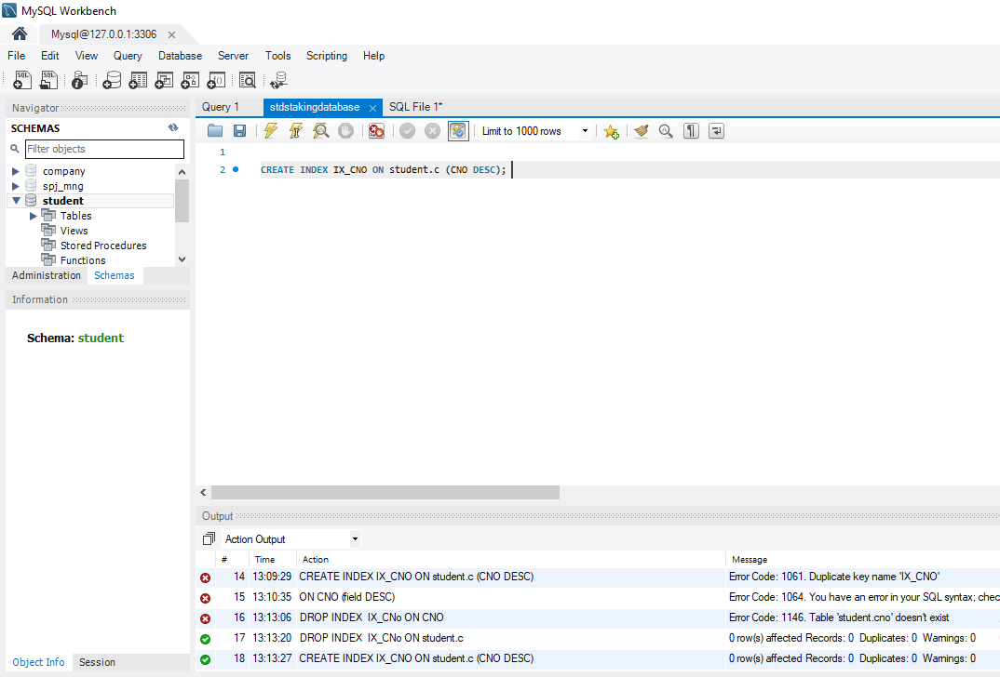 MySQL Workbench
Mysql@127.0.0.1:3306
File Edit View Query Database Server Tools Scripting Help
Navigator
SCHEMAS
Filter objects
company
spj_mng
student
Tables
Views
Stored Procedures
Functions
Administration Schemas
Information
Schema: student
Object Info Session
Query 1 stdstakingdatabase SQL File 1*
Limit to 1000 rows
1
2 CREATE INDEX IX_CNO ON student.c (CNO DESC);
Output
Action Output
# Time Action Message
14 13:09:29 CREATE INDEX IX_CNO ON student.c (CNO DESC) Error Code: 1061. Duplicate key name 'IX_CNO'
15 13:10:35 ON CNO (field DESC) Error Code: 1064. You have an error in your SQL syntax; chec
16 13:13:06 DROP INDEX IX_CNo ON CNO Error Code: 1146. Table 'student.cno' doesn't exist
17 13:13:20 DROP INDEX IX_CNo ON student.c 0 row(s) affected Records: 0 Duplicates: 0 Warnings: 0
18 13:13:27 CREATE INDEX IX_CNO ON student.c (CNO DESC) 0 row(s) affected Records: 0 Duplicates: 0 Warnings: 0